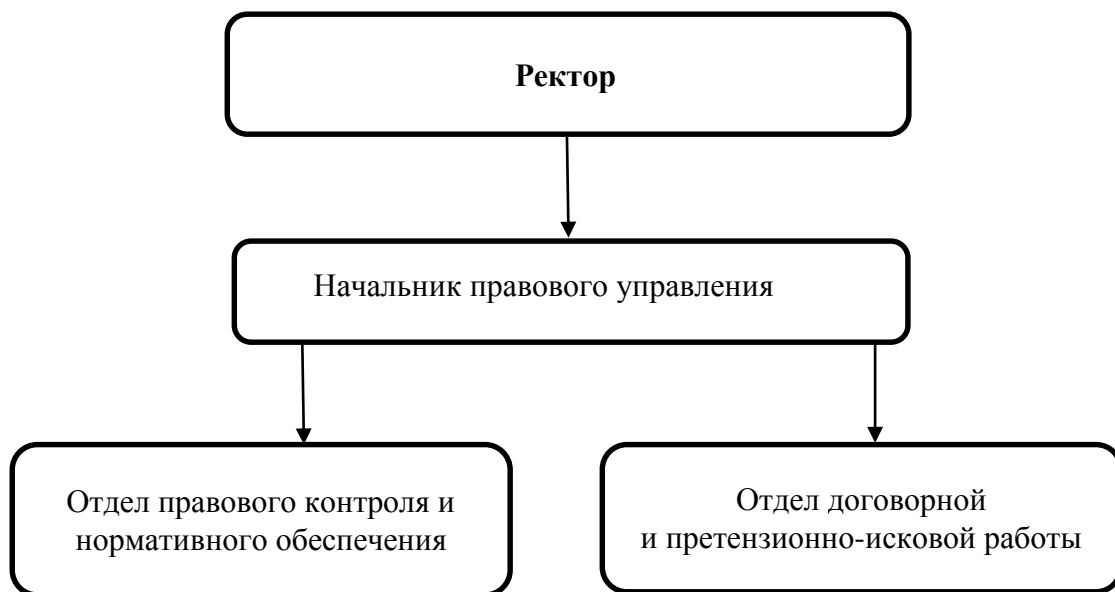 Ректор
Начальник правового управления
Отдел правового контроля и
нормативного обеспечения
Отдел договорной
и претензионно-исковой работы